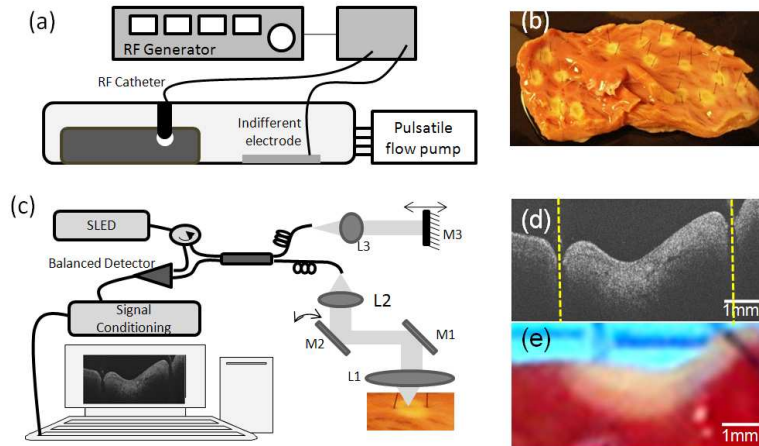 (a)
RF Generator
RF Catheter
Indifferent
electrode
Pulsatile
flow pump
(b)
(c)
SLED
Balanced Detector
Signal
Conditioning
L3
M3
L2
M2
M1
L1
(d)
1mm
(e)
1mm